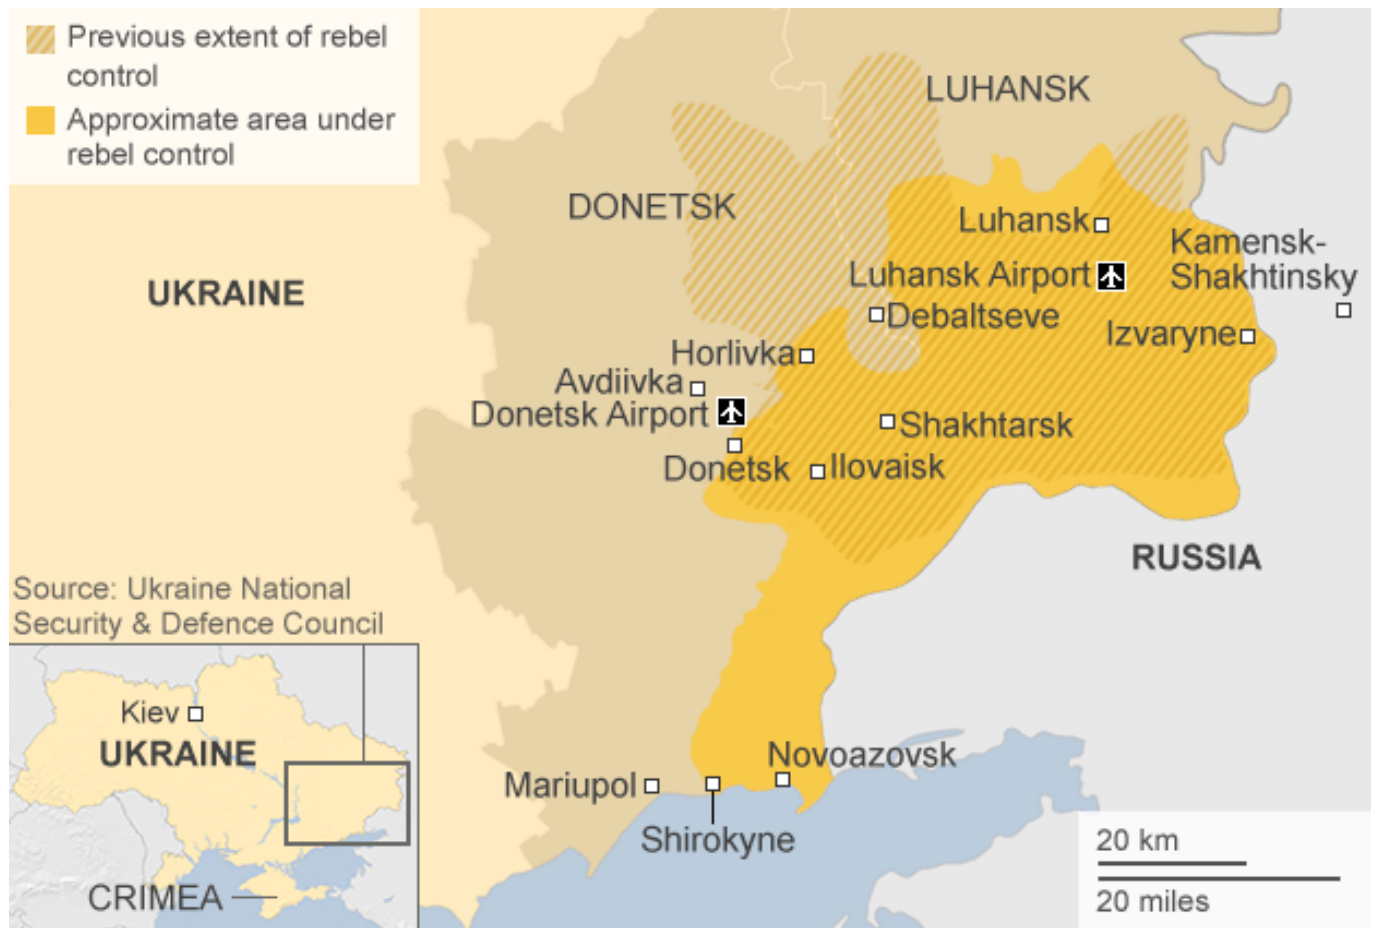 Previous extent of rebel
control
Approximate area under
rebel control
LUHANSK
DONETSK
Luhansk
Kamensk-
Shakhtinsky
UKRAINE
Luhansk Airport
Debaltseve
Izvaryne
Horlivka
Avdiivka
Donetsk Airport
Shakhtarsk
Donetsk
Ilovaisk
RUSSIA
Source: Ukraine National
Security & Defence Council
Kiev
UKRAINE
CRIMEA
Novoazovsk
Mariupol
Shirokyne
20 km
20 miles